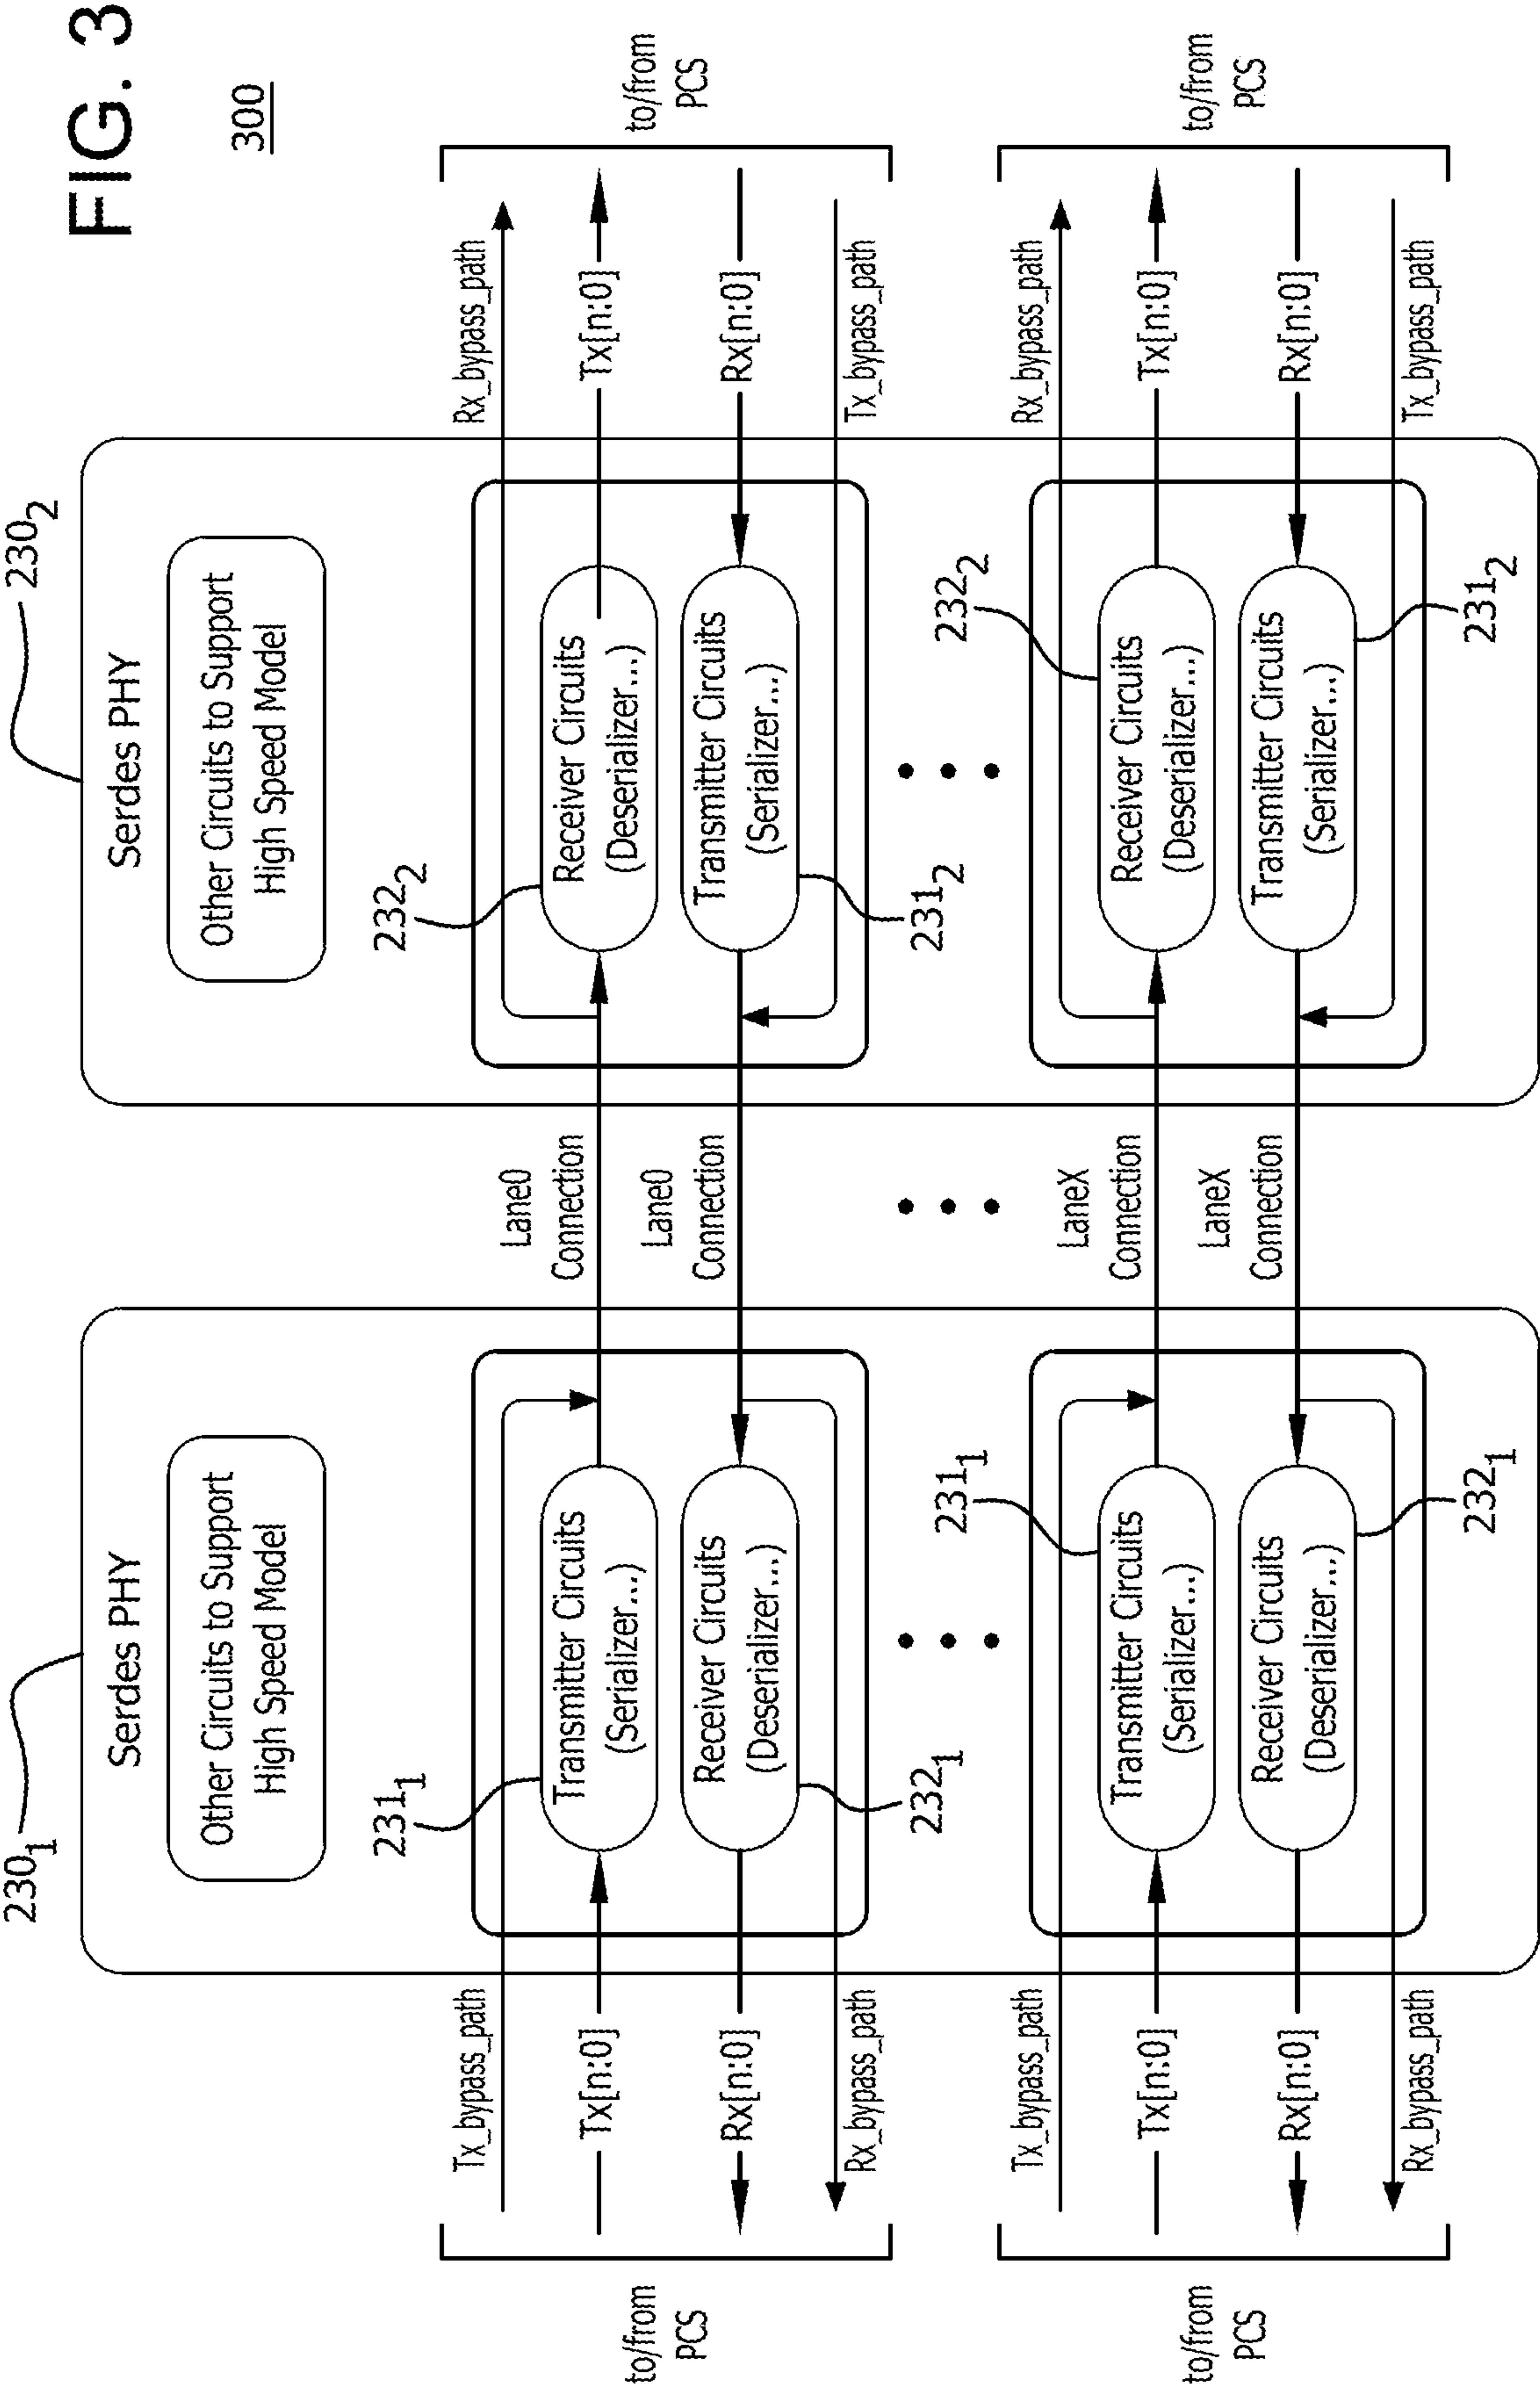 FIG. 3
300
230₁
230₂
Serdes PHY
Other Circuits to Support
High Speed Model
Serdes PHY
Other Circuits to Support
High Speed Model
to/from
PCS
Tx_bypass_path
Tx[n:0]
Rx[n:0]
Rx_bypass_path
231₁
Transmitter Circuits
(Serializer...)
Receiver Circuits
(Deserializer...)
232₁
Lane0
Connection
Lane0
Connection
232₂
Receiver Circuits
(Deserializer...)
Transmitter Circuits
(Serializer...)
231₂
Rx_bypass_path
Tx[n:0]
Rx[n:0]
Tx_bypass_path
to/from
PCS
to/from
PCS
Tx_bypass_path
Tx[n:0]
Rx[n:0]
Rx_bypass_path
231₁
Transmitter Circuits
(Serializer...)
Receiver Circuits
(Deserializer...)
232₁
LaneX
Connection
LaneX
Connection
232₂
Receiver Circuits
(Deserializer...)
Transmitter Circuits
(Serializer...)
231₂
Rx_bypass_path
Tx[n:0]
Rx[n:0]
Tx_bypass_path
to/from
PCS